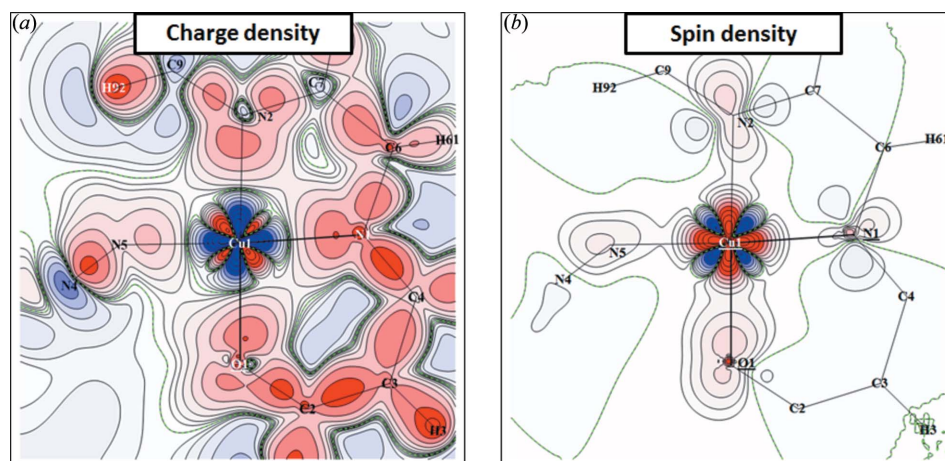 (a)
Charge density
C9
C7
H92
N2
C6
H61
N5
Cu1
N1
N4
C4
O1
C3
C2
H3
(b)
Spin density
C9
H92
C7
N2
C6
H61
N5
Cu1
N1
N4
C4
O1
C3
C2
H3